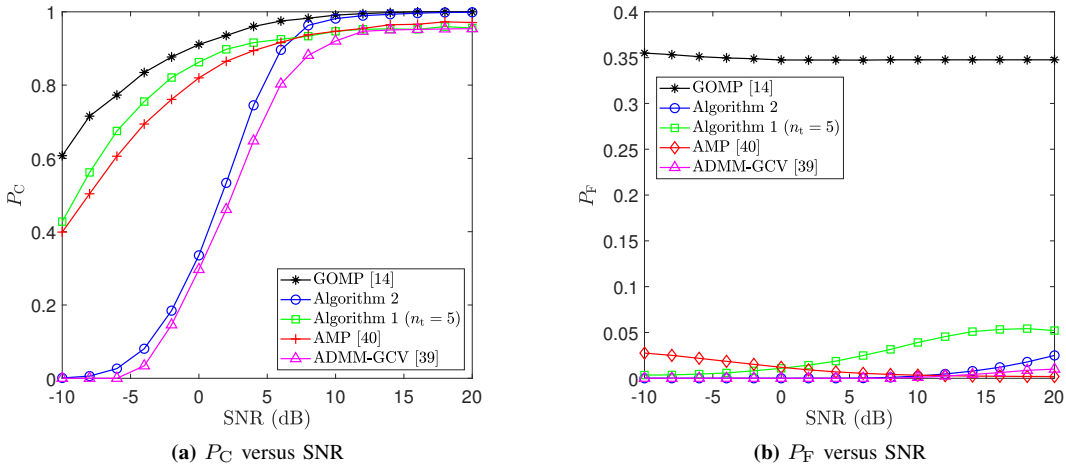 1
0.8
0.6
0.4
0.2
0
-10
-5
0
5
10
15
20
P_C
SNR (dB)
GOMP [14]
Algorithm 2
Algorithm 1 (n_t = 5)
AMP [40]
ADMM-GCV [39]
(a) P_C versus SNR
0.4
0.35
0.3
0.25
0.2
0.15
0.1
0.05
0
-10
-5
0
5
10
15
20
P_F
SNR (dB)
GOMP [14]
Algorithm 2
Algorithm 1 (n_t = 5)
AMP [40]
ADMM-GCV [39]
(b) P_F versus SNR